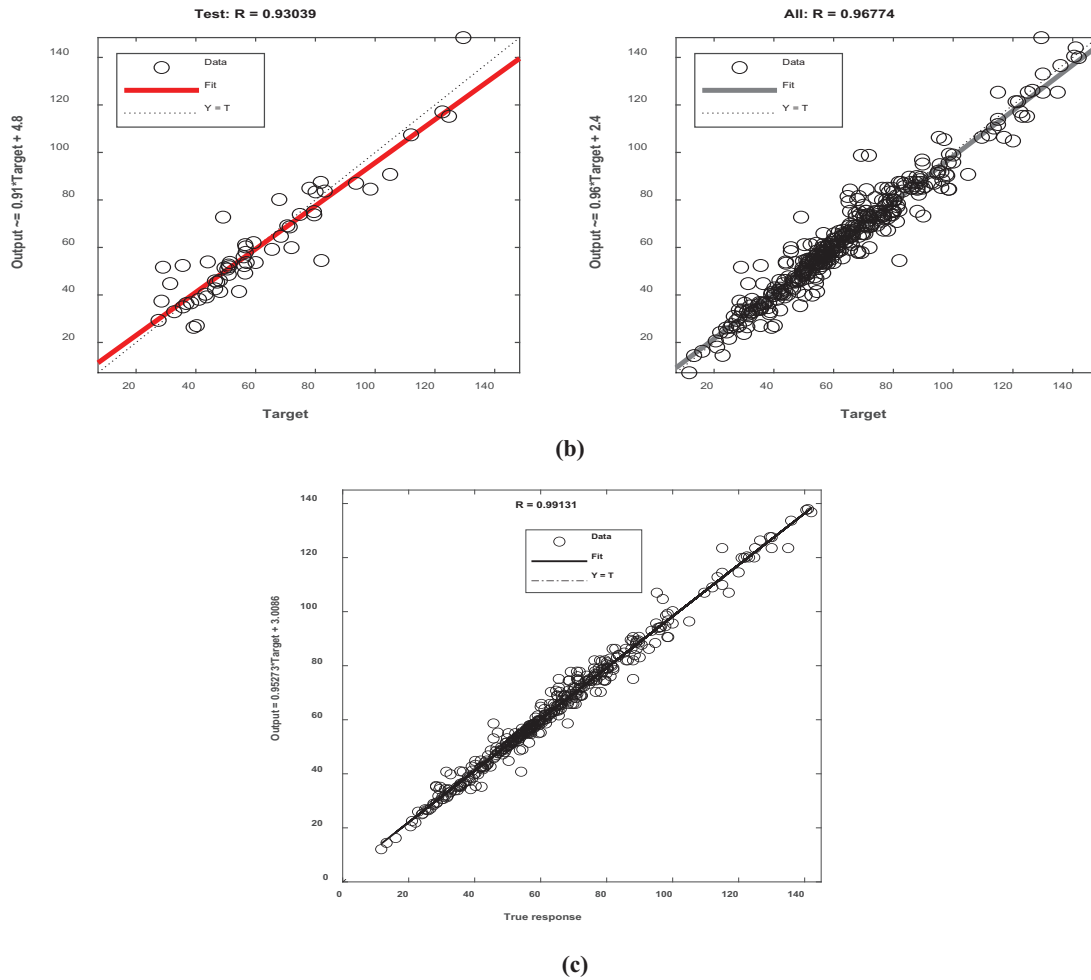 Test: R = 0.93039
Output ~= 0.91*Target + 4.8
140
120
100
80
60
40
20
Data
Fit
Y = T
20
40
60
80
100
120
140
Target
All: R = 0.96774
Output ~= 0.96*Target + 2.4
140
120
100
80
60
40
20
Data
Fit
Y = T
20
40
60
80
100
120
140
Target
(b)
R = 0.99131
Output = 0.95273*Target + 3.0086
140
120
100
80
60
40
20
0
Data
Fit
Y = T
0
20
40
60
80
100
120
140
True response
(c)